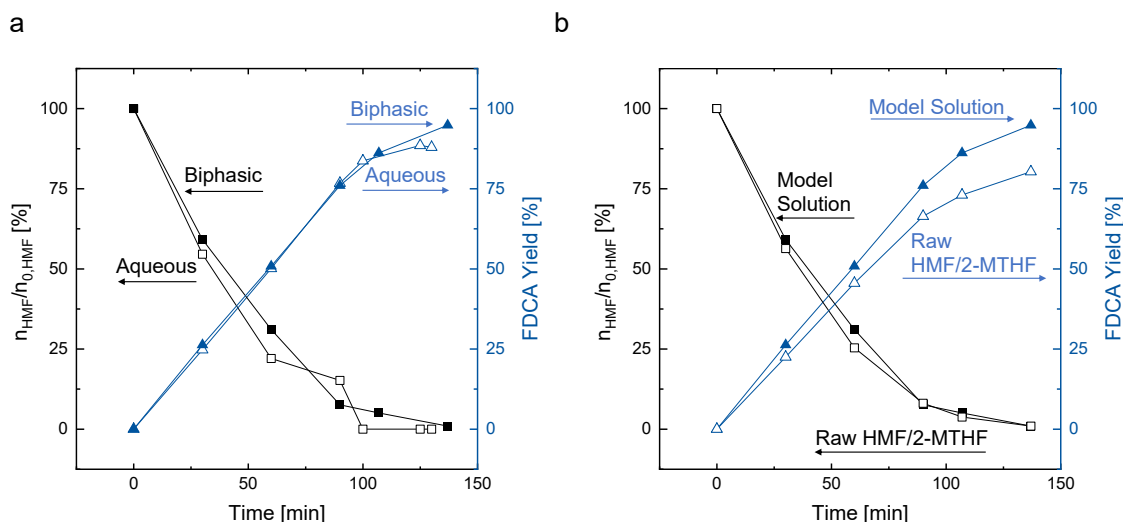 a
100
75
50
25
0
n_HMF/n_0,HMF [%]
0
50
100
150
Time [min]
100
75
50
25
0
FDCA Yield [%]
Biphasic
Aqueous
Biphasic
Aqueous
b
100
75
50
25
0
n_HMF/n_0,HMF [%]
0
50
100
150
Time [min]
100
75
50
25
0
FDCA Yield [%]
Model Solution
Model
Solution
Raw
HMF/2-MTHF
Raw HMF/2-MTHF